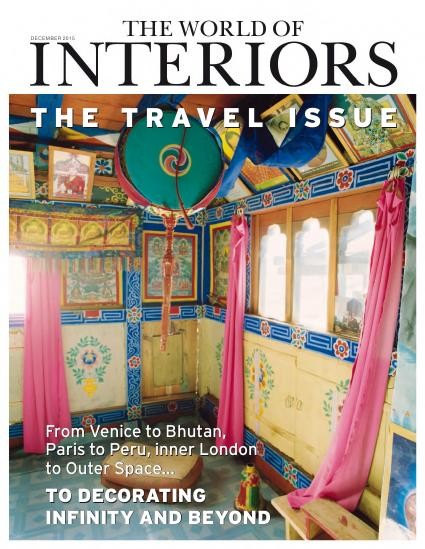 THE WORLD OF
DECEMBER 2015
INTERIORS
THE TRAVEL ISSUE
From Venice to Bhutan,
Paris to Peru, inner London
to Outer Space...
TO DECORATING
INFINITY AND BEYOND